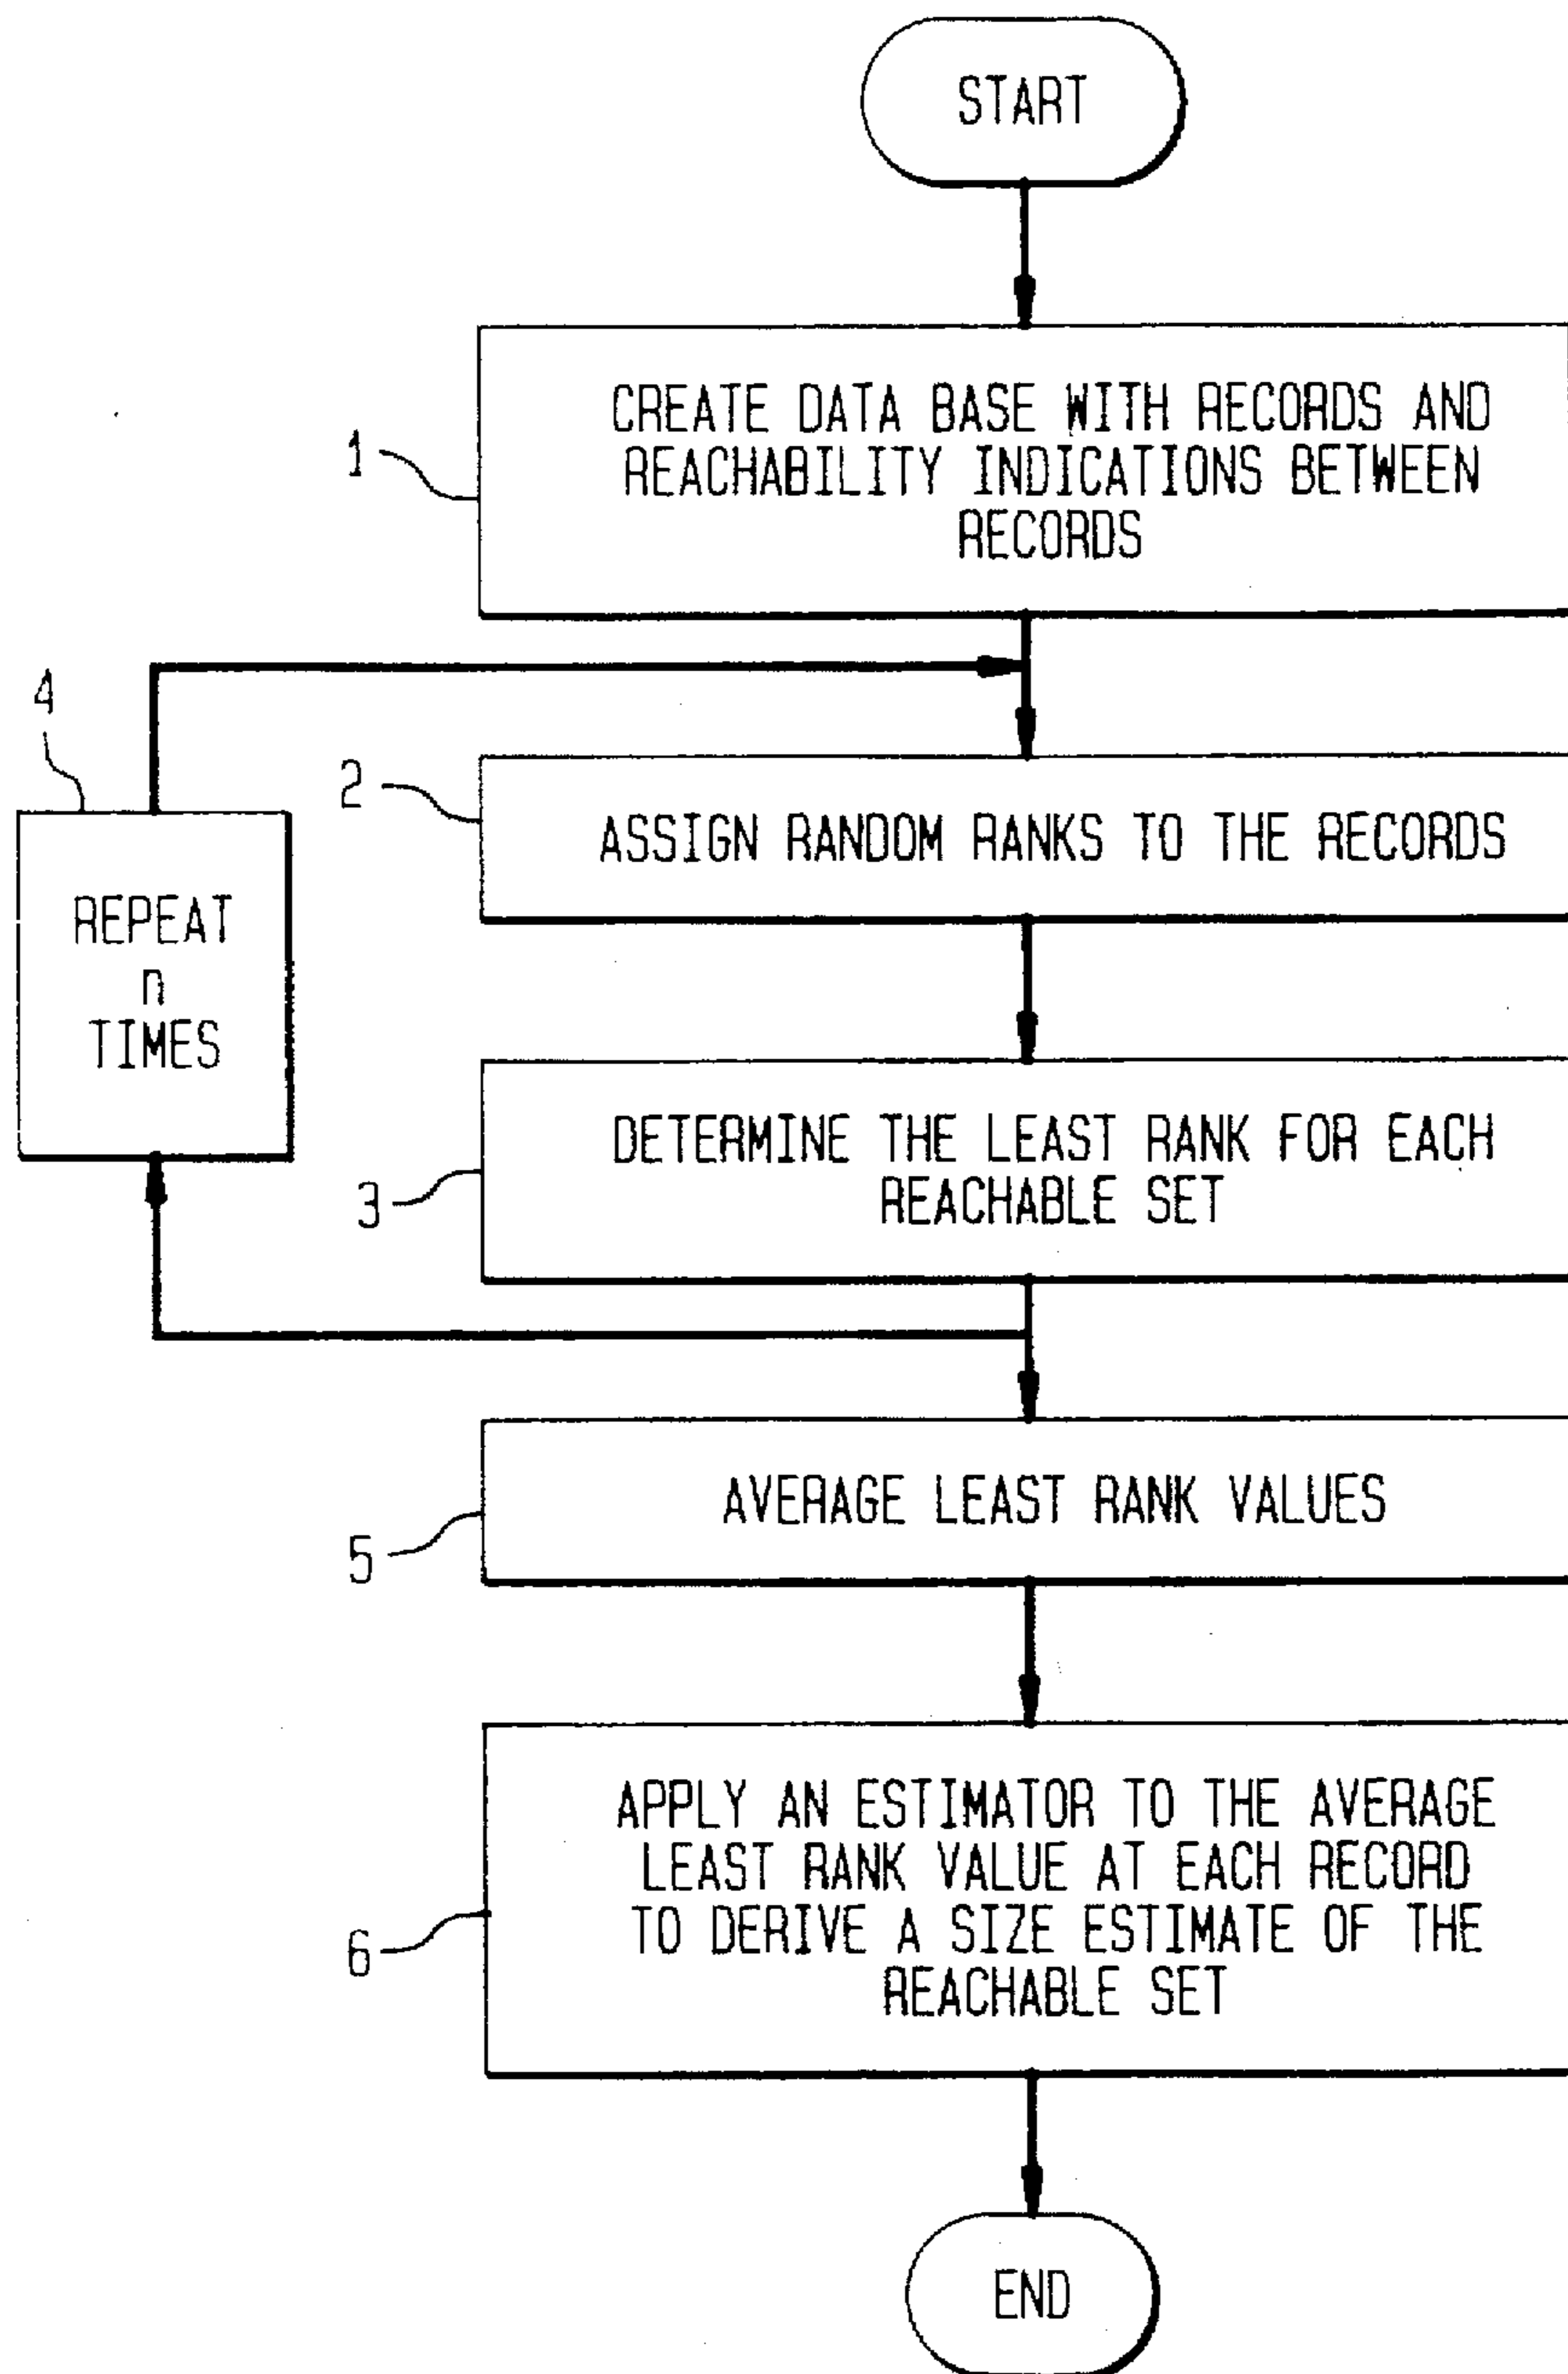 START
1
CREATE DATA BASE WITH RECORDS AND
REACHABILITY INDICATIONS BETWEEN
RECORDS
4
REPEAT
n
TIMES
2
ASSIGN RANDOM RANKS TO THE RECORDS
3
DETERMINE THE LEAST RANK FOR EACH
REACHABLE SET
5
AVERAGE LEAST RANK VALUES
6
APPLY AN ESTIMATOR TO THE AVERAGE
LEAST RANK VALUE AT EACH RECORD
TO DERIVE A SIZE ESTIMATE OF THE
REACHABLE SET
END